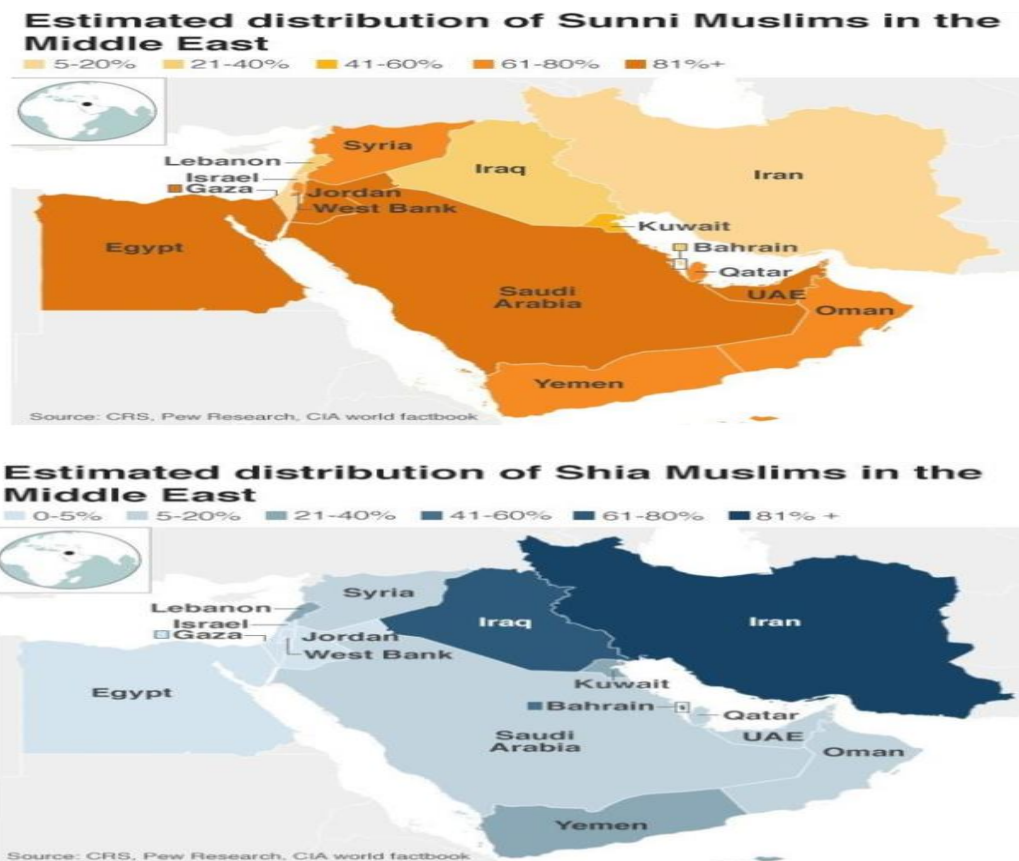 Estimated distribution of Sunni Muslims in the
Middle East
5-20% 21-40% 41-60% 61-80% 81%+
Syria
Lebanon
Iraq
Israel
Iran
Gaza
Jordan
West Bank
Kuwait
Egypt
Bahrain
Qatar
Saudi
Arabia
UAE
Oman
Yemen
Source: CRS, Pew Research, CIA world factbook
Estimated distribution of Shia Muslims in the
Middle East
0-5% 5-20% 21-40% 41-60% 61-80% 81% +
Syria
Lebanon
Israel
Iraq
Iran
Gaza
Jordan
West Bank
Kuwait
Egypt
Bahrain
Qatar
Saudi
Arabia
UAE
Oman
Yemen
Source: CRS, Pew Research, CIA world factbook